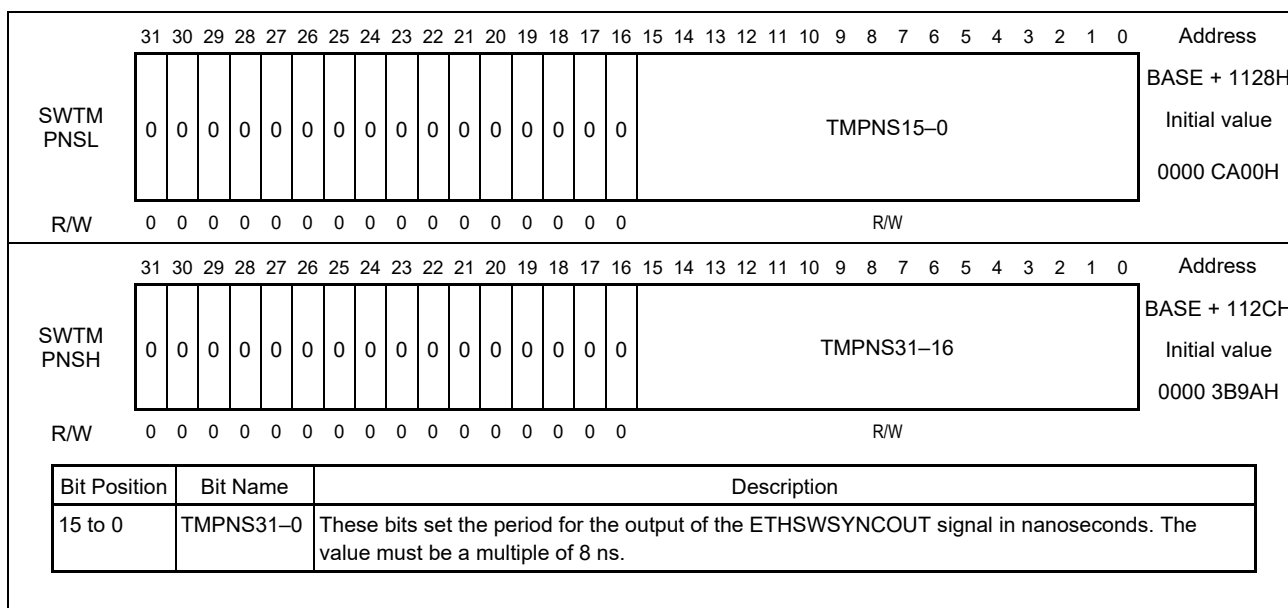 31 30 29 28 27 26 25 24 23 22 21 20 19 18 17 16 15 14 13 12 11 10 9 8 7 6 5 4 3 2 1 0 Address
BASE + 1128H
SWTM
PNSL
0 0 0 0 0 0 0 0 0 0 0 0 0 0 0 0 TMPNS15–0
Initial value
0000 CA00H
R/W 0 0 0 0 0 0 0 0 0 0 0 0 0 0 0 0 R/W
31 30 29 28 27 26 25 24 23 22 21 20 19 18 17 16 15 14 13 12 11 10 9 8 7 6 5 4 3 2 1 0 Address
BASE + 112CH
SWTM
PNSH
0 0 0 0 0 0 0 0 0 0 0 0 0 0 0 0 TMPNS31–16
Initial value
0000 3B9AH
R/W 0 0 0 0 0 0 0 0 0 0 0 0 0 0 0 0 R/W
Bit Position Bit Name Description
15 to 0 TMPNS31–0 These bits set the period for the output of the ETHSWSYNCOUT signal in nanoseconds. The
value must be a multiple of 8 ns.